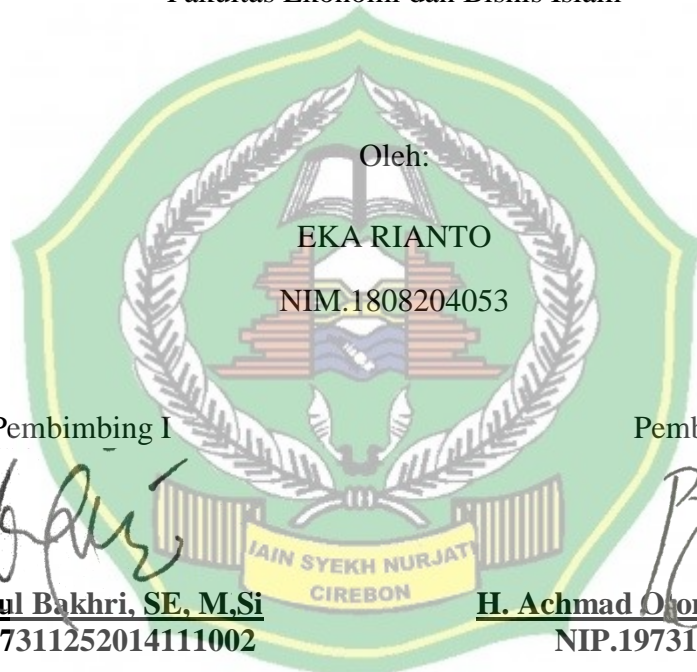 Fakultas Ekonomi dan Bisnis Islam
Oleh:
EKA RIANTO
NIM.1808204053
Pembimbing I
IAIN SYEKH NURJATI
CIREBON
Bakhri, SE, M,Si
H. Achmad
7311252014111002
NIP.19731